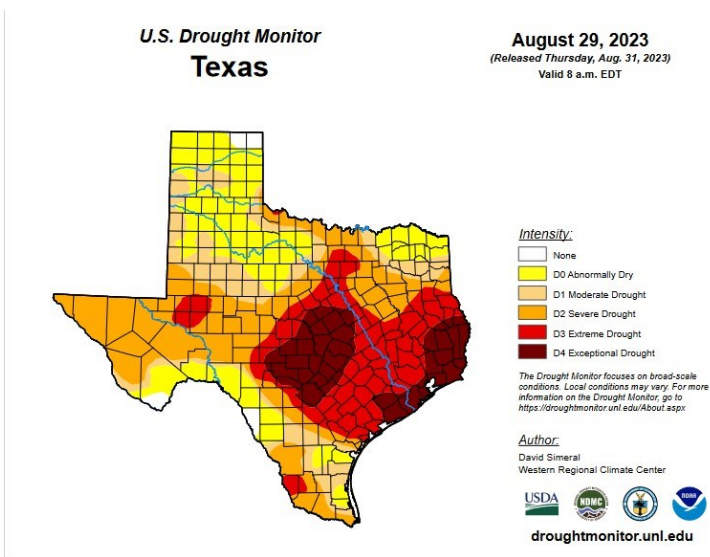 U.S. Drought Monitor
Texas
August 29, 2023
(Released Thursday, Aug. 31, 2023)
Valid 8 a.m. EDT
Intensity:
None
D0 Abnormally Dry
D1 Moderate Drought
D2 Severe Drought
D3 Extreme Drought
D4 Exceptional Drought
The Drought Monitor focuses on broad-scale
conditions. Local conditions may vary. For more
information on the Drought Monitor, go to
https://droughtmonitor.unl.edu/About.aspx
Author:
David Simeral
Western Regional Climate Center
USDA
NDMC
NOAA
droughtmonitor.unl.edu